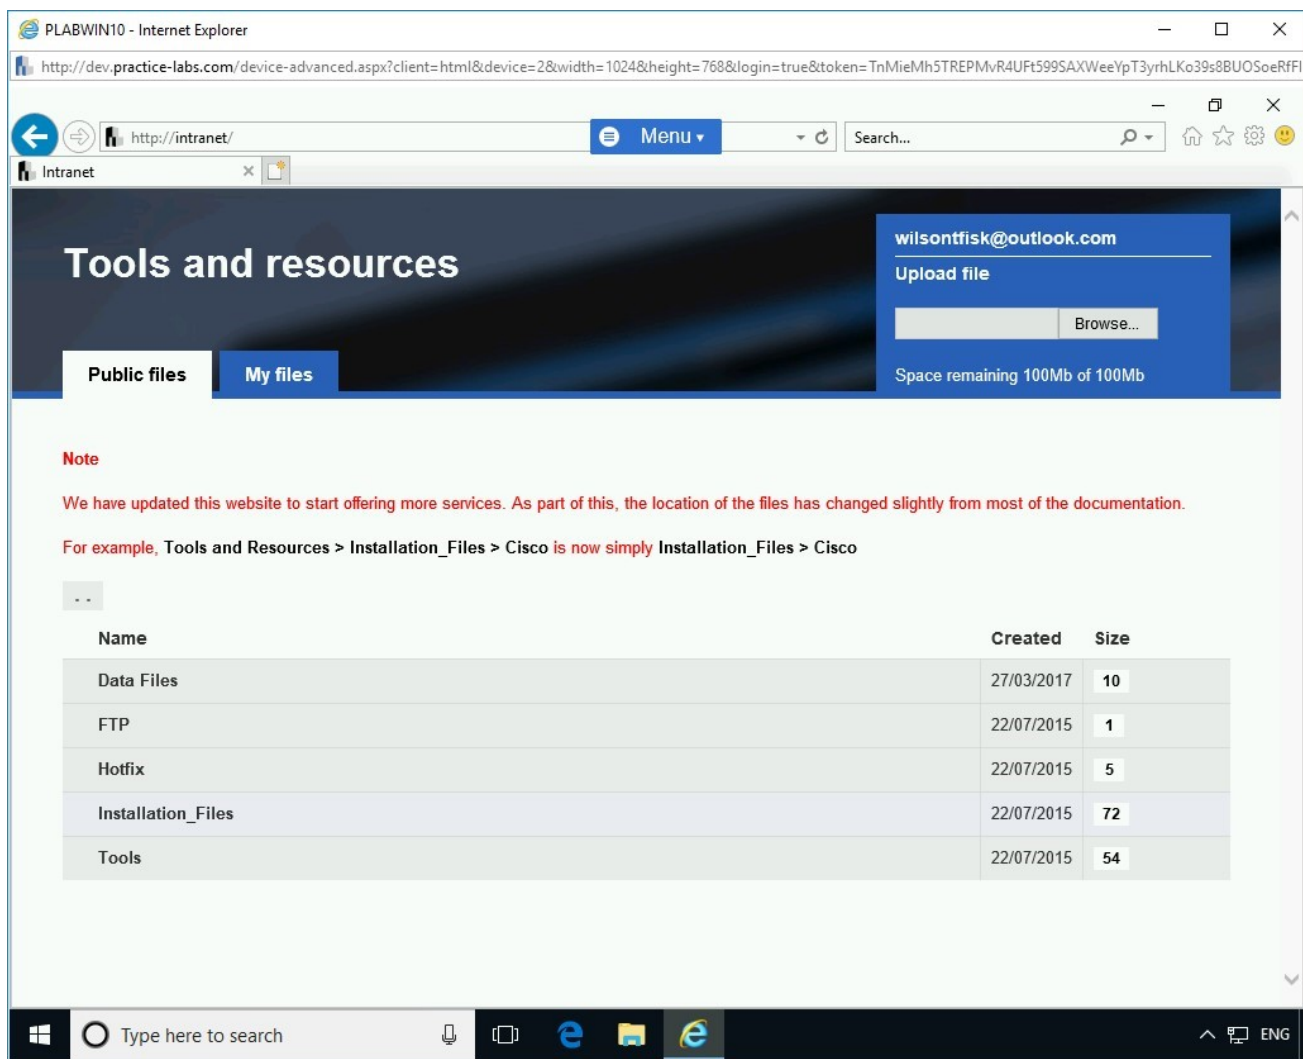 PLABWIN10 - Internet Explorer
http://dev.practice-labs.com/device-advanced.aspx?client=html&device=2&width=1024&height=768&login=true&token=TnMieMh5TREPMvR4UFt599SAXWeeYpT3yrhLKo39s8BUOSoeRfFI
http://intranet/
Menu
Search...
Intranet
Tools and resources
wilsontfisk@outlook.com
Upload file
Browse...
Space remaining 100Mb of 100Mb
Public files My files
Note
We have updated this website to start offering more services. As part of this, the location of the files has changed slightly from most of the documentation.
For example, Tools and Resources > Installation_Files > Cisco is now simply Installation_Files > Cisco
. .
Name Created Size
Data Files 27/03/2017 10
FTP 22/07/2015 1
Hotfix 22/07/2015 5
Installation_Files 22/07/2015 72
Tools 22/07/2015 54
Type here to search
ENG